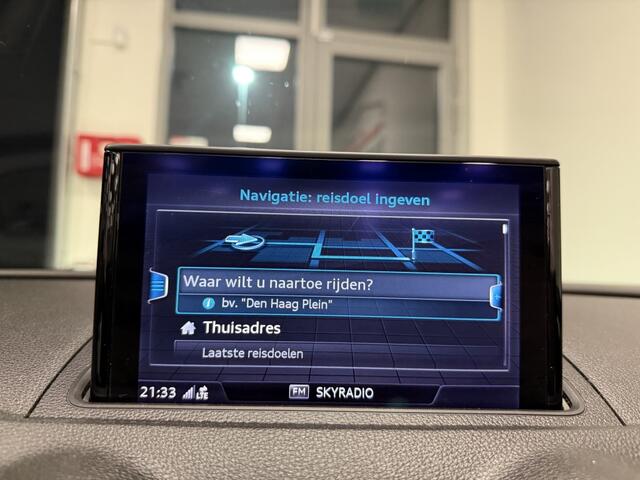 Navigatie: reisdoel ingeven
Waar wilt u naartoe rijden?
bv. "Den Haag Plein"
Thuisadres
Laatste reisdoelen
21:33 LTE FM SKYRADIO